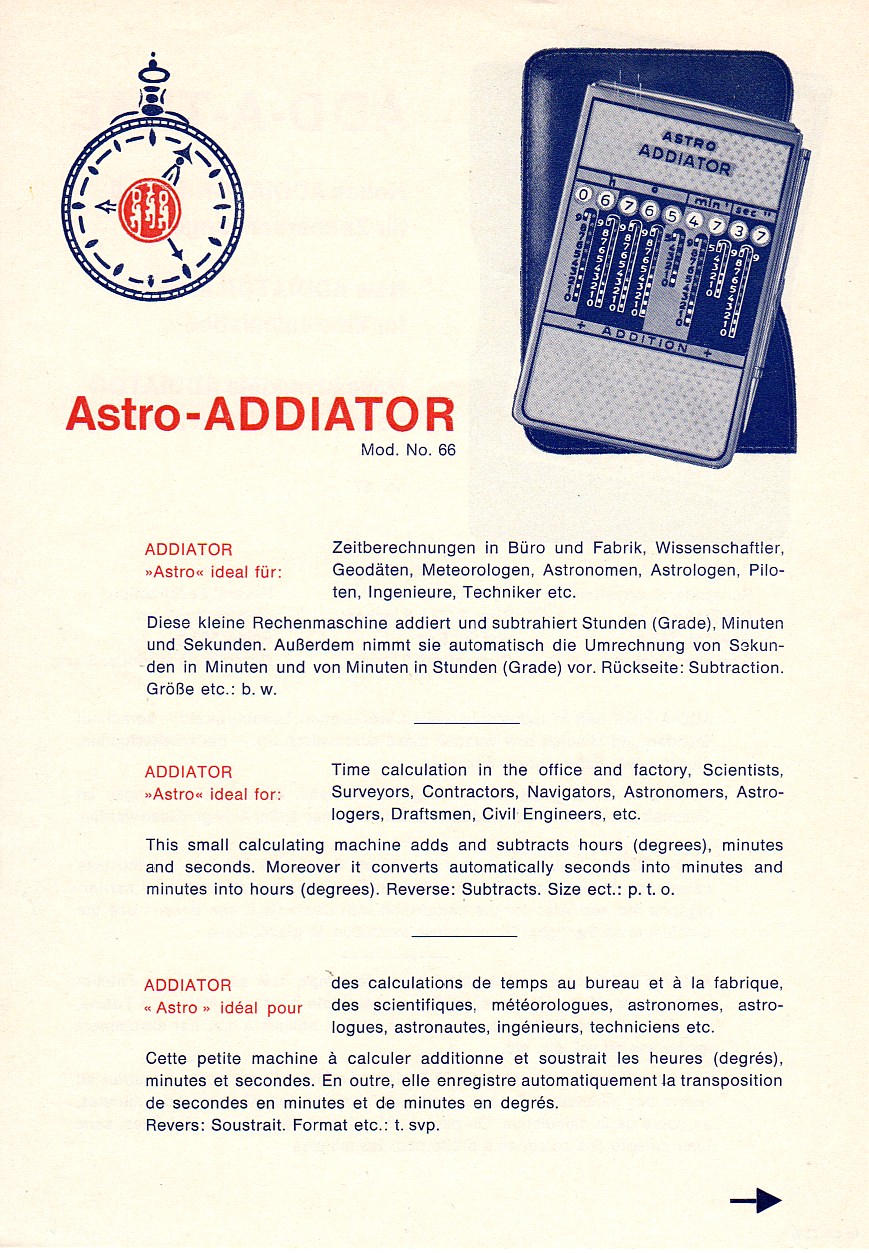 ASTRO
ADDIATOR
h ° min ' sec "
0 6 7 6 5 4 7 3 7
+ ADDITION +
Astro-ADDIATOR
Mod. No. 66
ADDIATOR
»Astro« ideal für:
Zeitberechnungen in Büro und Fabrik, Wissenschaftler,
Geodäten, Meteorologen, Astronomen, Astrologen, Pilo-
ten, Ingenieure, Techniker etc.
Diese kleine Rechenmaschine addiert und subtrahiert Stunden (Grade), Minuten
und Sekunden. Außerdem nimmt sie automatisch die Umrechnung von Sekun-
den in Minuten und von Minuten in Stunden (Grade) vor. Rückseite: Subtraction.
Größe etc.: b. w.
ADDIATOR
»Astro« ideal for:
Time calculation in the office and factory, Scientists,
Surveyors, Contractors, Navigators, Astronomers, Astro-
logers, Draftsmen, Civil Engineers, etc.
This small calculating machine adds and subtracts hours (degrees), minutes
and seconds. Moreover it converts automatically seconds into minutes and
minutes into hours (degrees). Reverse: Subtracts. Size ect.: p. t. o.
ADDIATOR
« Astro » idéal pour
des calculations de temps au bureau et à la fabrique,
des scientifiques, météorologues, astronomes, astro-
logues, astronautes, ingénieurs, techniciens etc.
Cette petite machine à calculer additionne et soustrait les heures (degrés),
minutes et secondes. En outre, elle enregistre automatiquement la transposition
de secondes en minutes et de minutes en degrés.
Revers: Soustrait. Format etc.: t. svp.